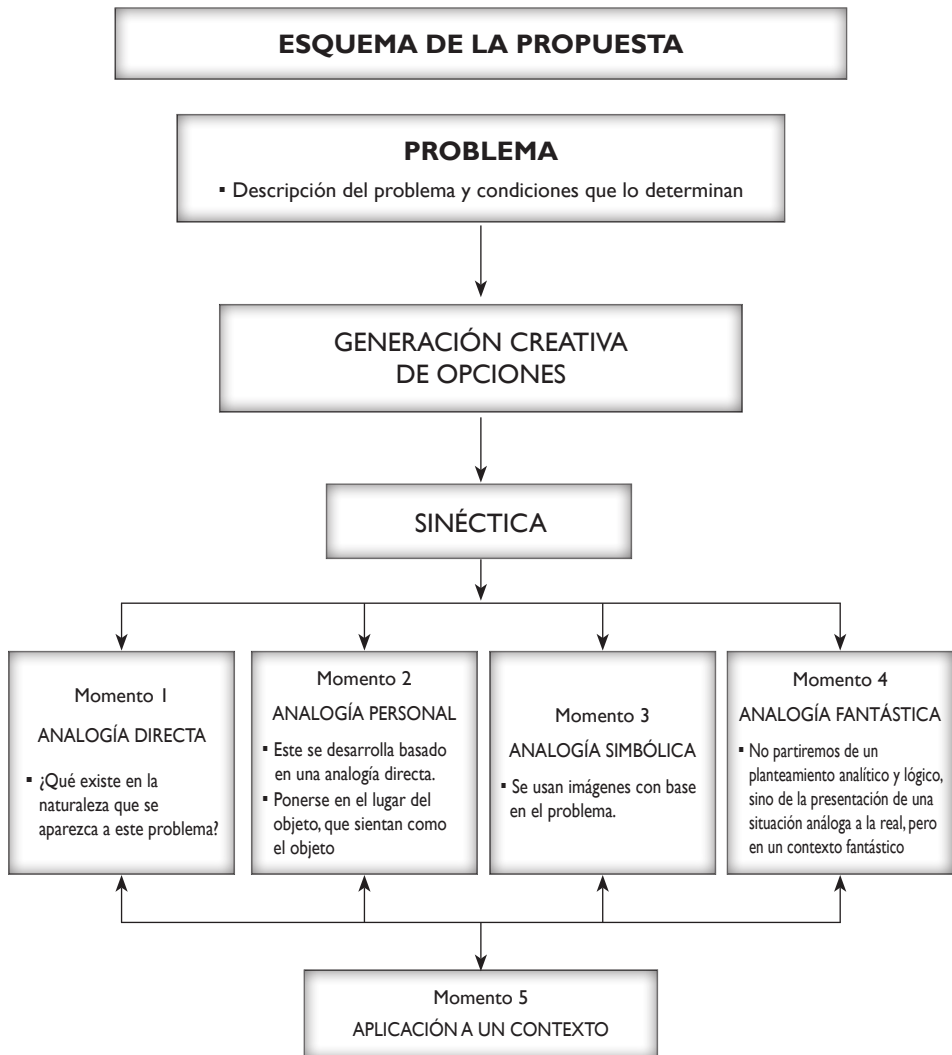 ESQUEMA DE LA PROPUESTA
PROBLEMA
▪ Descripción del problema y condiciones que lo determinan
GENERACIÓN CREATIVA
DE OPCIONES
SINÉCTICA
Momento 1
ANALOGÍA DIRECTA
▪ ¿Qué existe en la
naturaleza que se
aparezca a este problema?
Momento 2
ANALOGÍA PERSONAL
▪ Este se desarrolla basado
en una analogía directa.
▪ Ponerse en el lugar del
objeto, que sientan como
el objeto
Momento 3
ANALOGÍA SIMBÓLICA
▪ Se usan imágenes con base
en el problema.
Momento 4
ANALOGÍA FANTÁSTICA
▪ No partiremos de un
planteamiento analítico y lógico,
sino de la presentación de una
situación análoga a la real, pero
en un contexto fantástico
Momento 5
APLICACIÓN A UN CONTEXTO